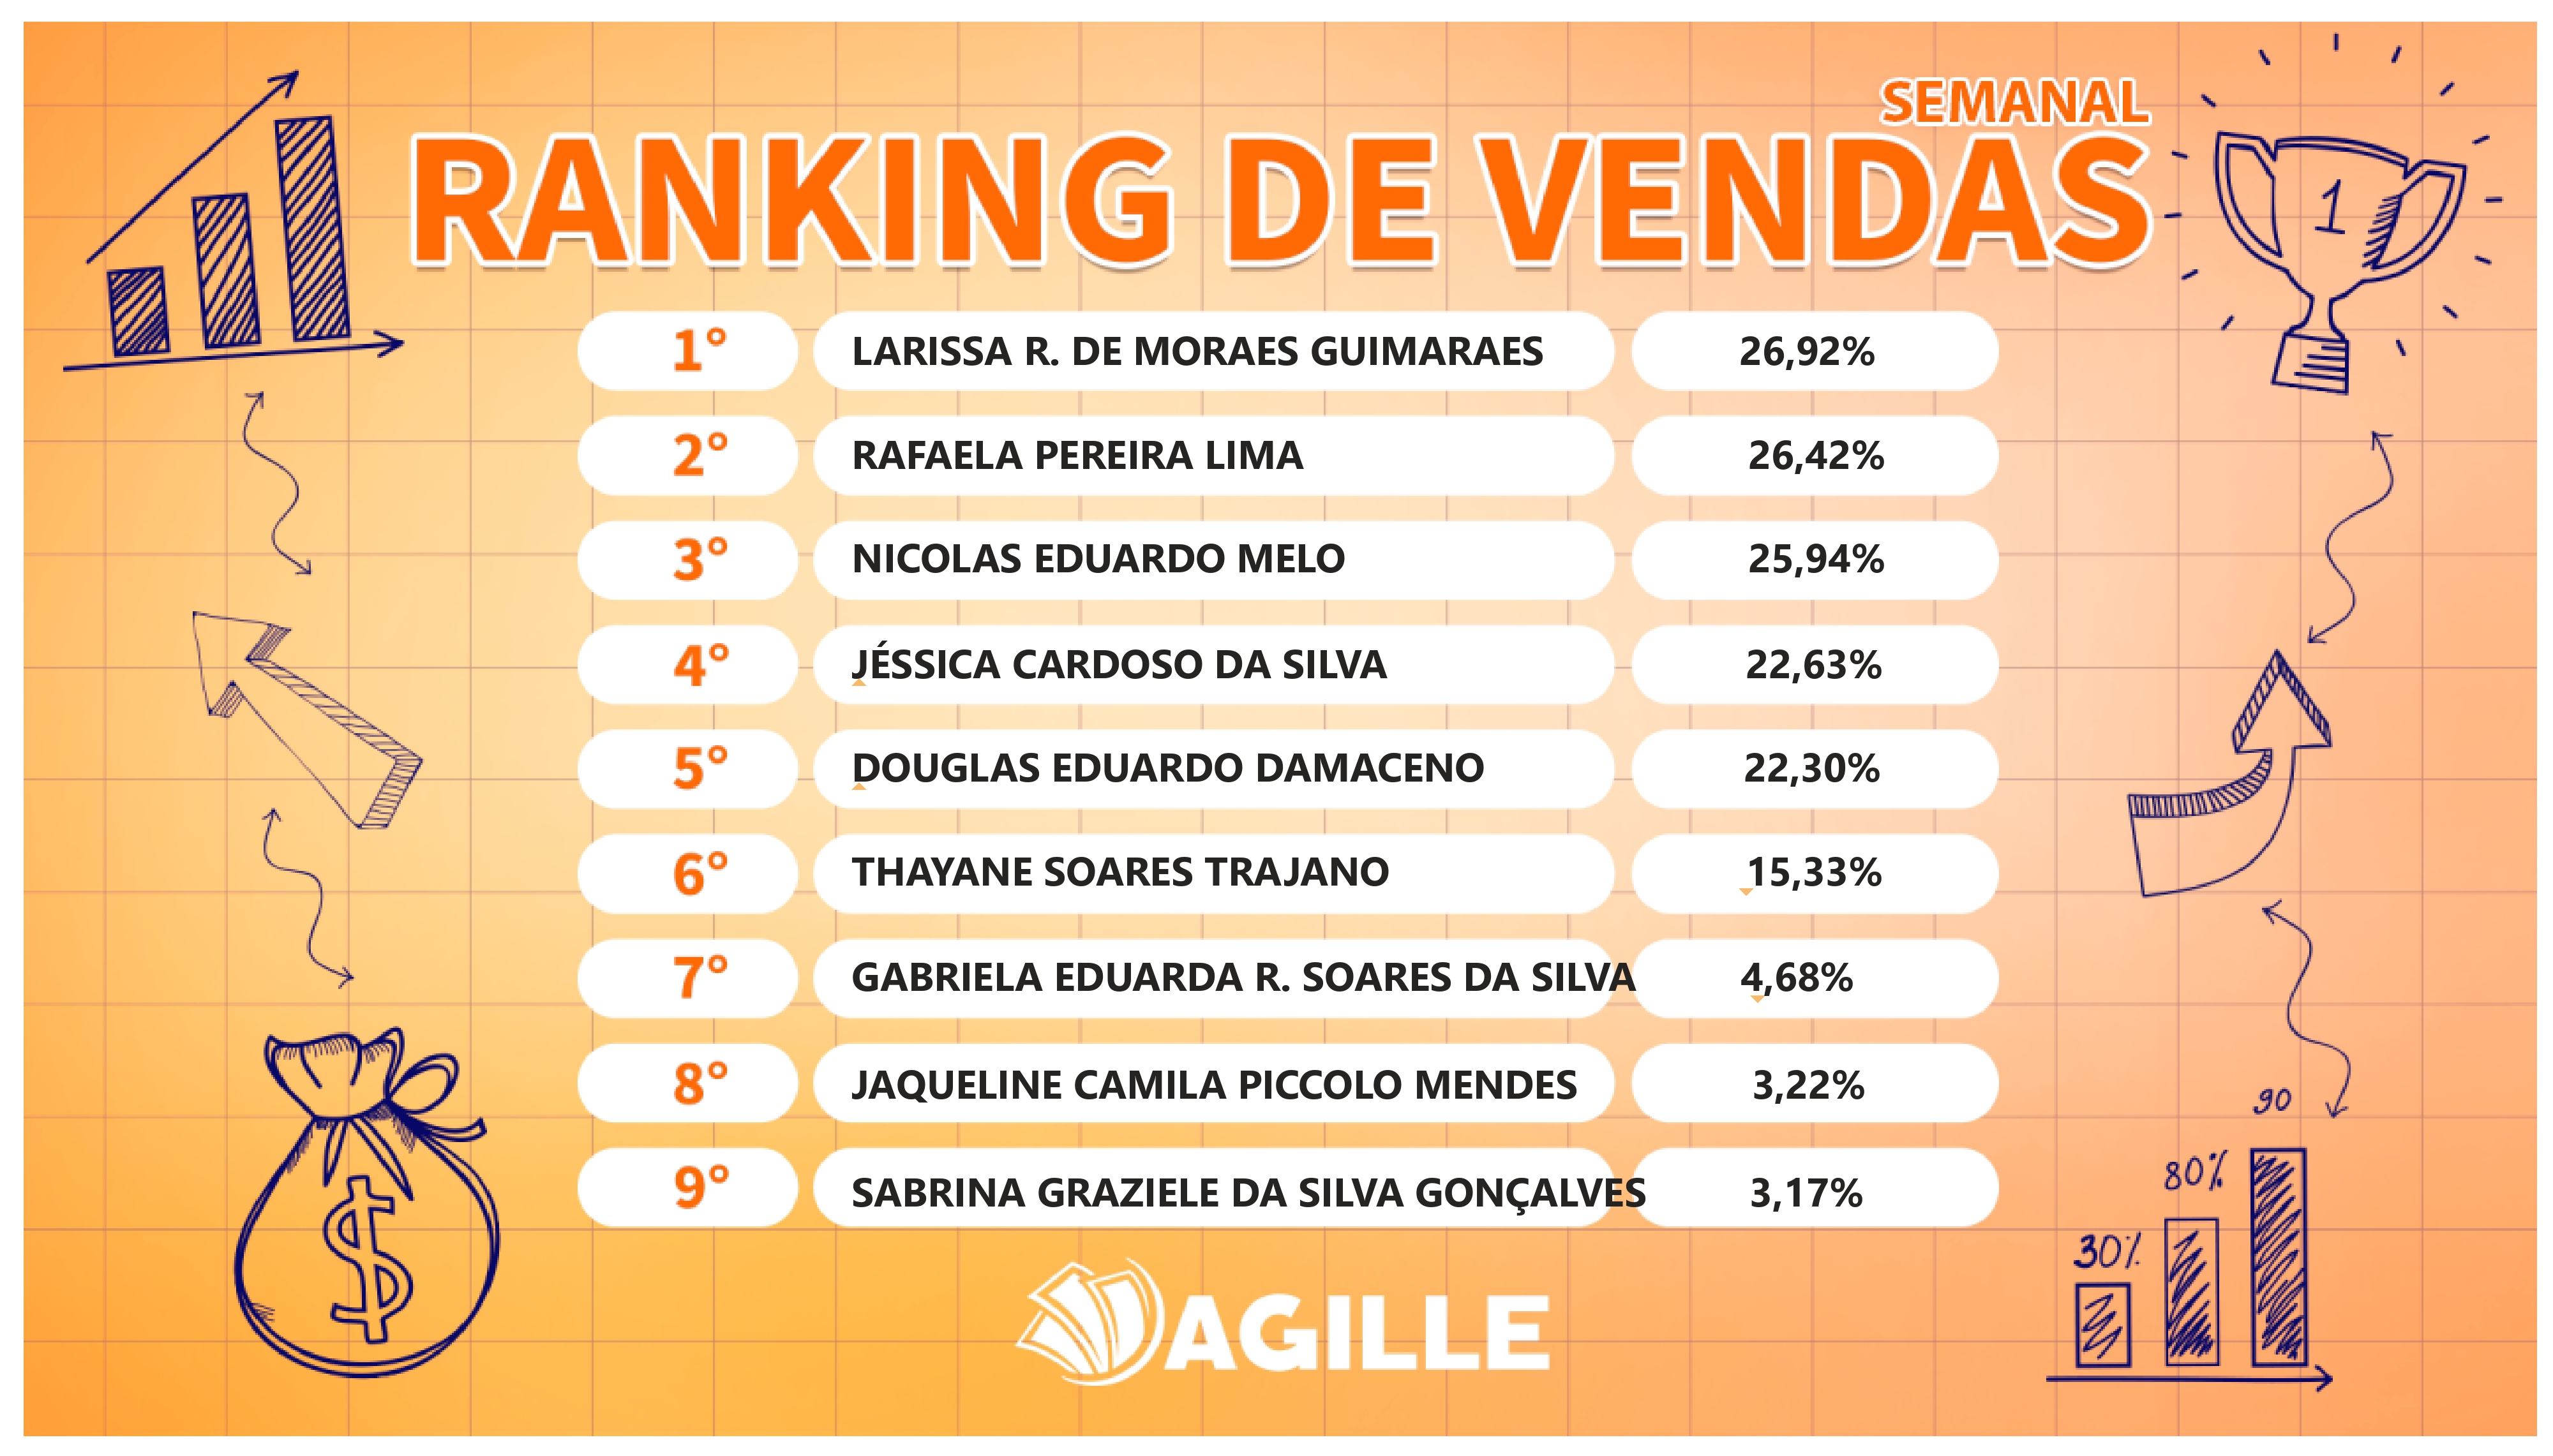 SEMANAL
RANKING DE VENDAS
1
1° LARISSA R. DE MORAES GUIMARAES 26,92%
2° RAFAELA PEREIRA LIMA 26,42%
3° NICOLAS EDUARDO MELO 25,94%
4° JÉSSICA CARDOSO DA SILVA 22,63%
5° DOUGLAS EDUARDO DAMACENO 22,30%
6° THAYANE SOARES TRAJANO 15,33%
7° GABRIELA EDUARDA R. SOARES DA SILVA 4,68%
8° JAQUELINE CAMILA PICCOLO MENDES 3,22%
9° SABRINA GRAZIELE DA SILVA GONÇALVES 3,17%
$
30% 80% 90
AGILLE